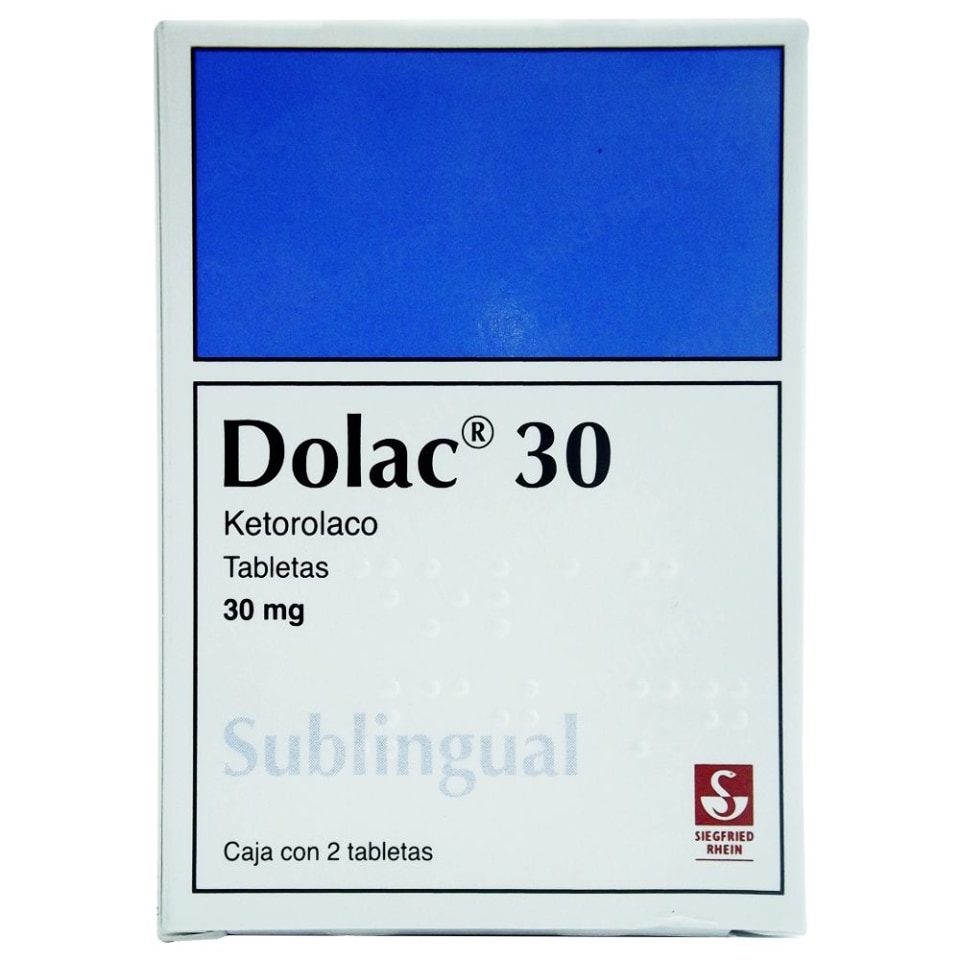 Dolac® 30
Ketorolaco
Tabletas
30 mg
Sublingual
Caja con 2 tabletas
SIEGFRIED
RHEIN